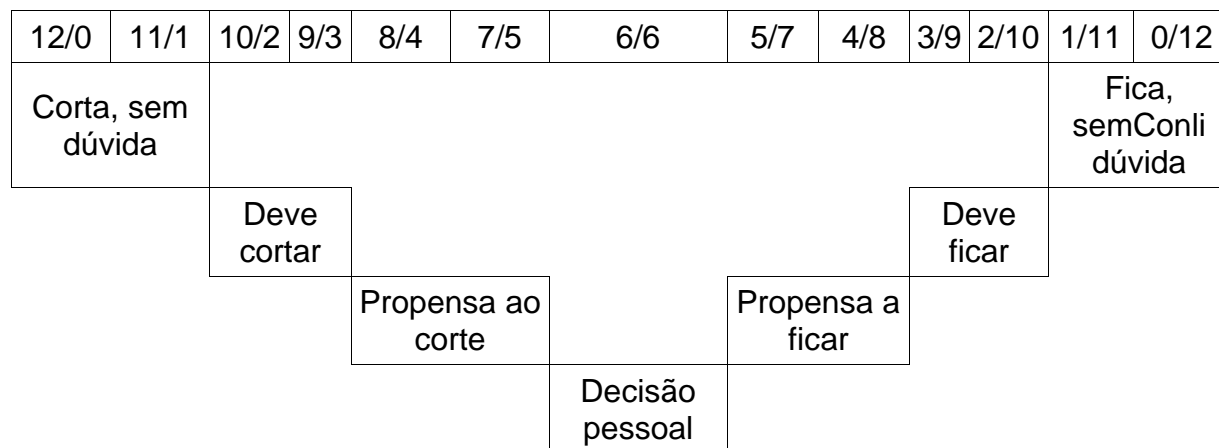 12/0 11/1 10/2 9/3 8/4 7/5 6/6 5/7 4/8 3/9 2/10 1/11 0/12
Corta, sem
dúvida
Fica,
semConli
dúvida
Deve
cortar
Deve
ficar
Propensa ao
corte
Propensa a
ficar
Decisão
pessoal